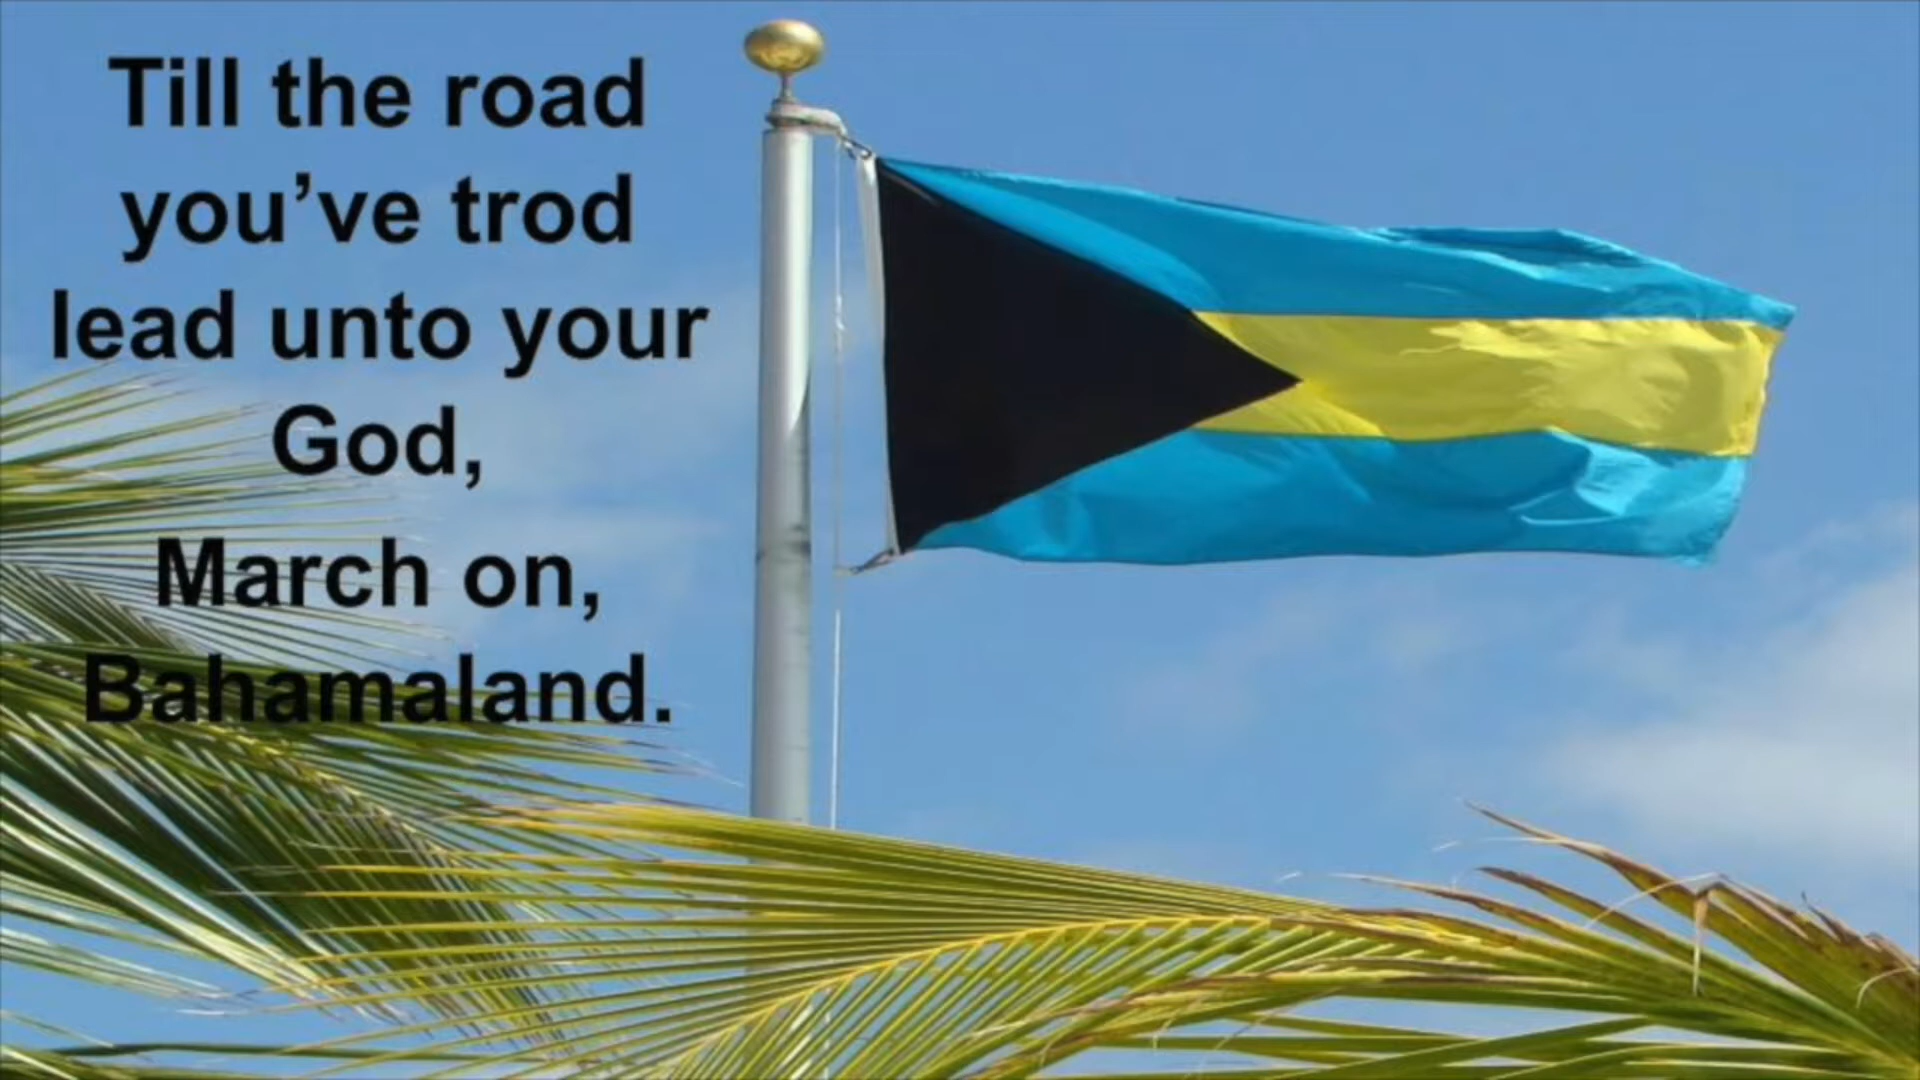 Till the road
you’ve trod
lead unto your
God,
March on,
Bahamaland.